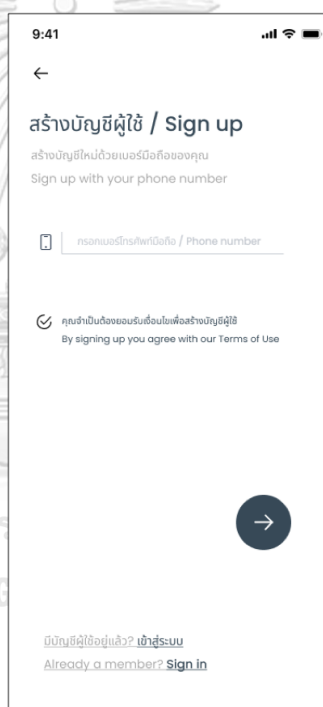 9:41
สร้างบัญชีผู้ใช้ / Sign up
สร้างบัญชีใหม่ด้วยเบอร์มือถือของคุณ
Sign up with your phone number
กรอกเบอร์โทรศัพท์มือถือ / Phone number
คุณจำเป็นต้องยอมรับเงื่อนไขเพื่อสร้างบัญชีผู้ใช้
By signing up you agree with our Terms of Use
มีบัญชีผู้ใช้อยู่แล้ว? เข้าสู่ระบบ
Already a member? Sign in